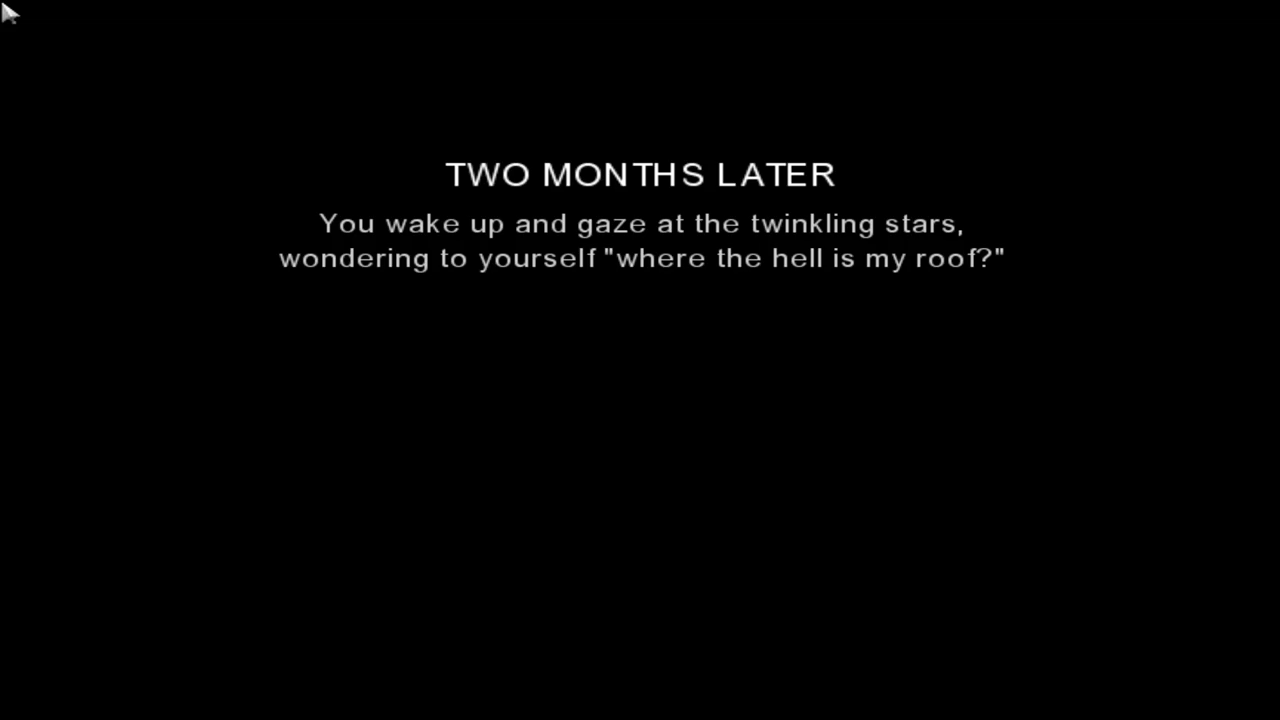 TWO MONTHS LATER
You wake up and gaze at the twinkling stars,
wondering to yourself "where the hell is my roof?"